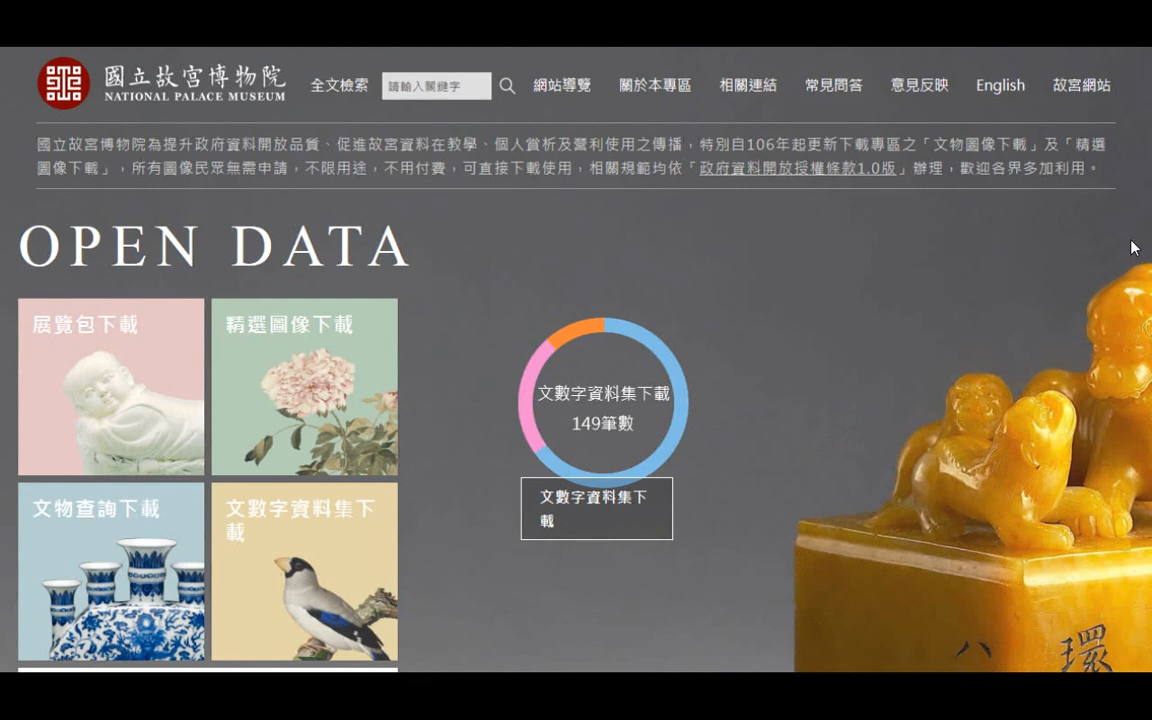 國立故宮博物院
NATIONAL PALACE MUSEUM
全文檢索
請輸入關鍵字
網站導覽
關於本專區
相關連結
常見問答
意見反映
English
故宮網站
國立故宮博物院為提升政府資料開放品質、促進故宮資料在教學、個人賞析及營利使用之傳播，特別自106年起更新下載專區之「文物圖像下載」及「精選
圖像下載」，所有圖像民眾無需申請，不限用途，不用付費，可直接下載使用，相關規範均依「政府資料開放授權條款1.0版」辦理，歡迎各界多加利用。
OPEN DATA
展覽包下載
精選圖像下載
文物查詢下載
文數字資料集下
載
文數字資料集下載
149筆數
文數字資料集下
載
八
環